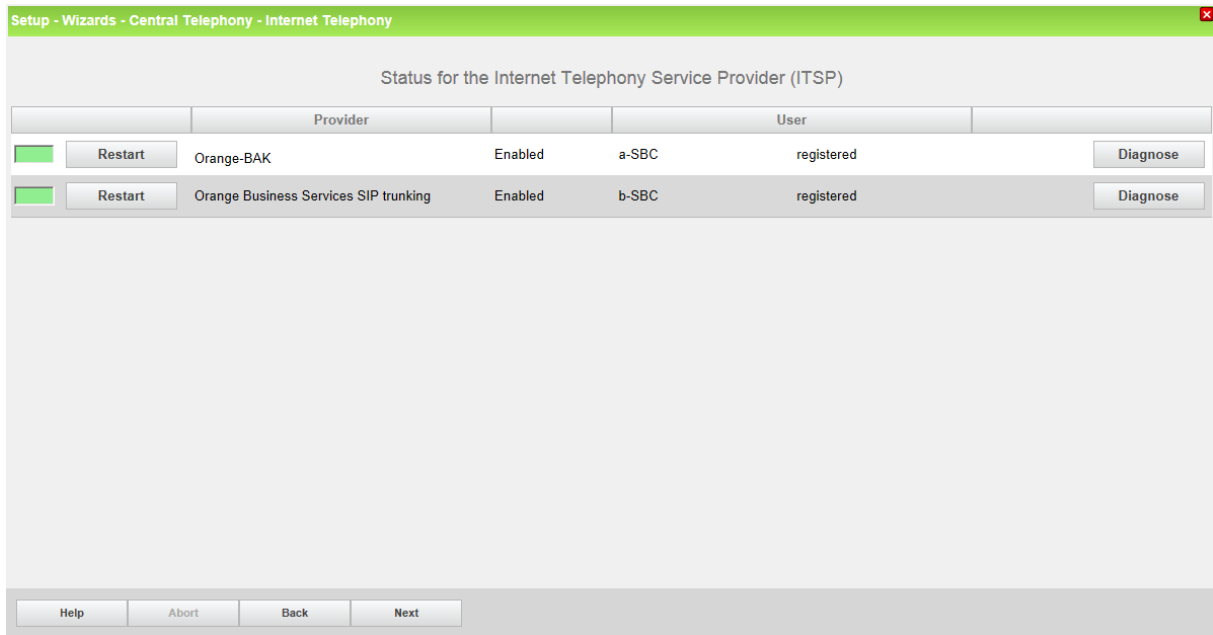 Setup - Wizards - Central Telephony - Internet Telephony
Status for the Internet Telephony Service Provider (ITSP)
Provider User
Restart Orange-BAK Enabled a-SBC registered Diagnose
Restart Orange Business Services SIP trunking Enabled b-SBC registered Diagnose
Help Abort Back Next